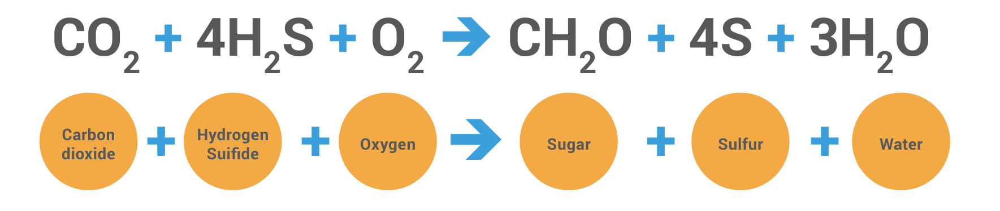 CO₂ + 4H₂S + O₂ → CH₂O + 4S + 3H₂O
Carbon dioxide + Hydrogen Suifide + Oxygen → Sugar + Sulfur + Water